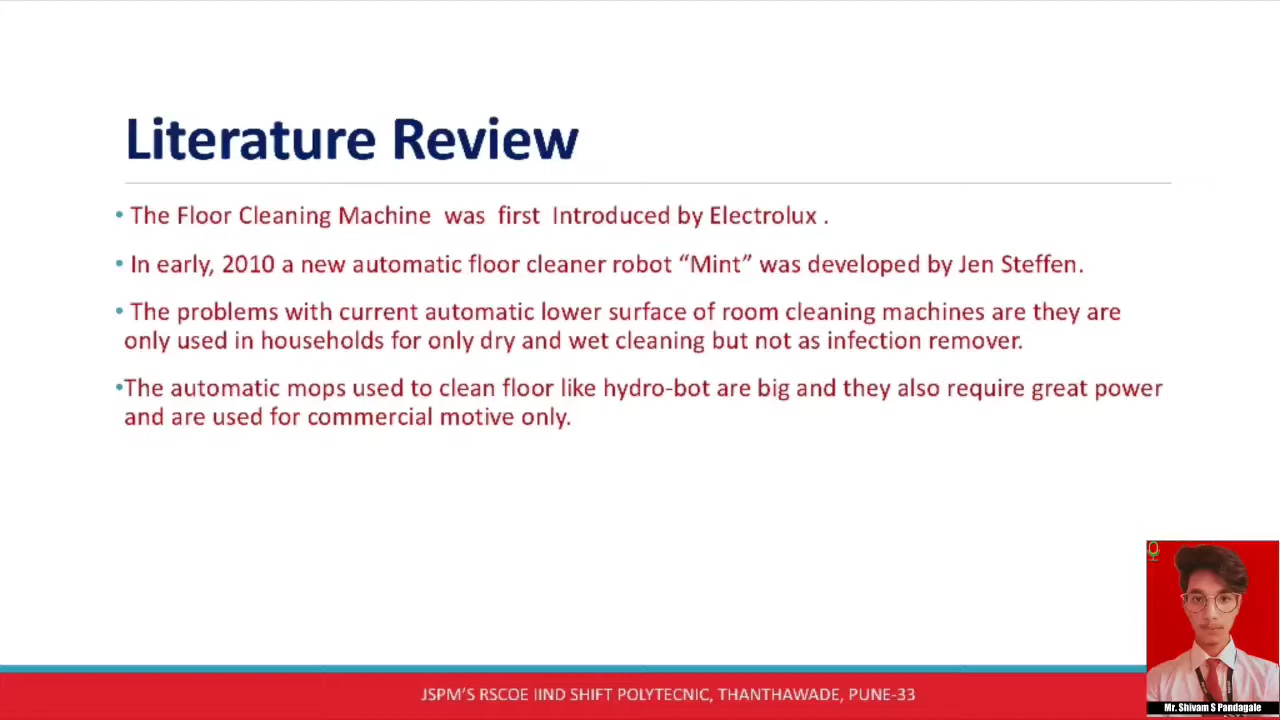 Literature Review
• The Floor Cleaning Machine was first Introduced by Electrolux .
• In early, 2010 a new automatic floor cleaner robot “Mint” was developed by Jen Steffen.
• The problems with current automatic lower surface of room cleaning machines are they are
only used in households for only dry and wet cleaning but not as infection remover.
•The automatic mops used to clean floor like hydro-bot are big and they also require great power
and are used for commercial motive only.
JSPM’S RSCOE IIND SHIFT POLYTECNIC, THANTHAWADE, PUNE-33
Mr. Shivam S Pandagale